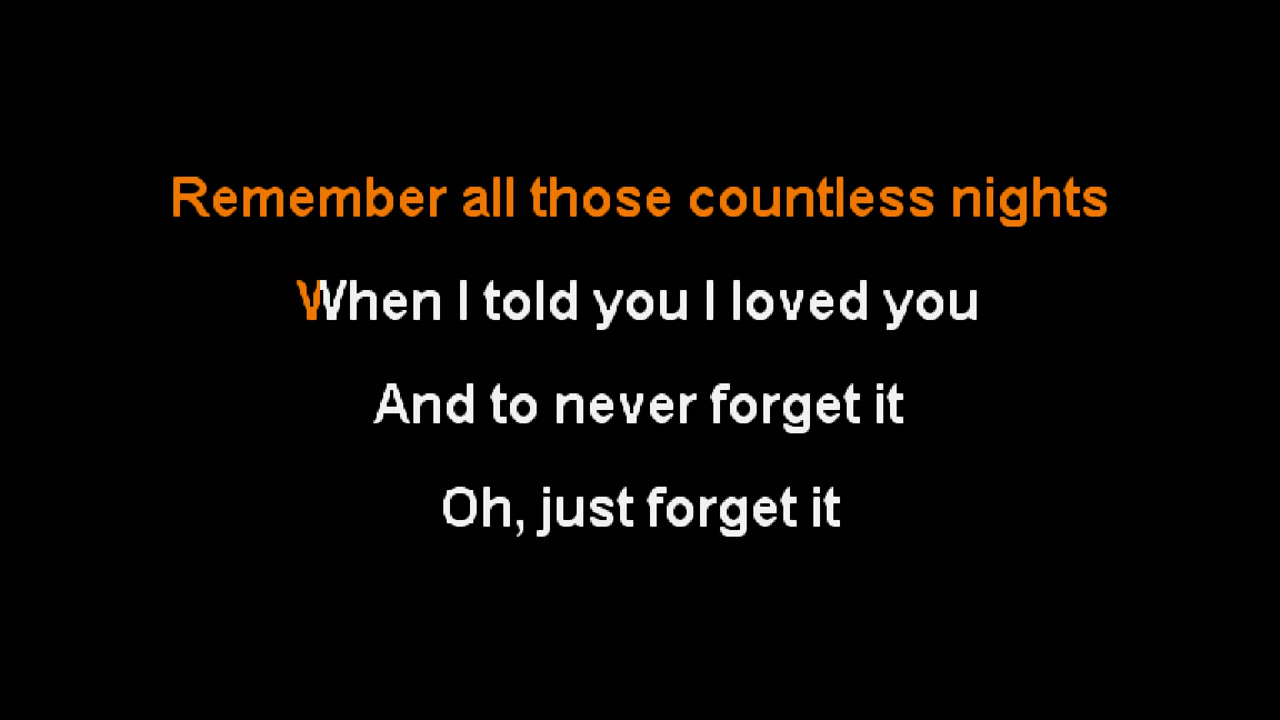 Remember all those countless nights
When I told you I loved you
And to never forget it
Oh, just forget it